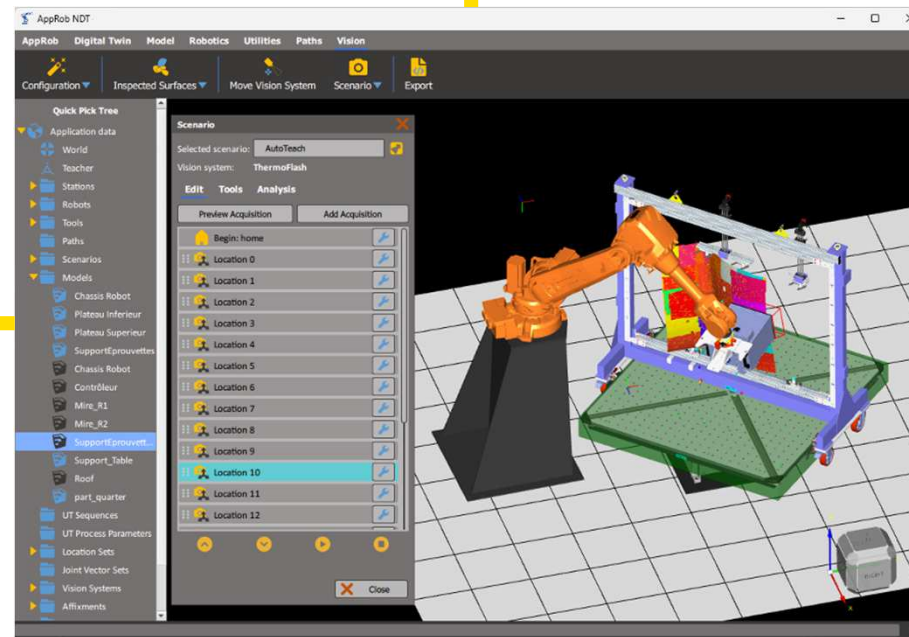 AppRob NDT
AppRob Digital Twin Model Robotics Utilities Paths Vision
Configuration Inspected Surfaces Move Vision System Scenario Export
Quick Pick Tree
Application data
World
Teacher
Stations
Robots
Tools
Paths
Scenarios
Models
Chassis Robot
Plateau Inferieur
Plateau Superieur
SupportEprouvettes
Chassis Robot
Contrôleur
Mire_R1
Mire_R2
SupportEprouvett...
Support_Table
Roof
part_quarter
UT Sequences
UT Process Parameters
Location Sets
Joint Vector Sets
Vision Systems
Affixments
Scenario
Selected scenario: AutoTeach
Vision system: ThermoFlash
Edit Tools Analysis
Preview Acquisition Add Acquisition
Begin: home
Location 0
Location 1
Location 2
Location 3
Location 4
Location 5
Location 6
Location 7
Location 8
Location 9
Location 10
Location 11
Location 12
Close